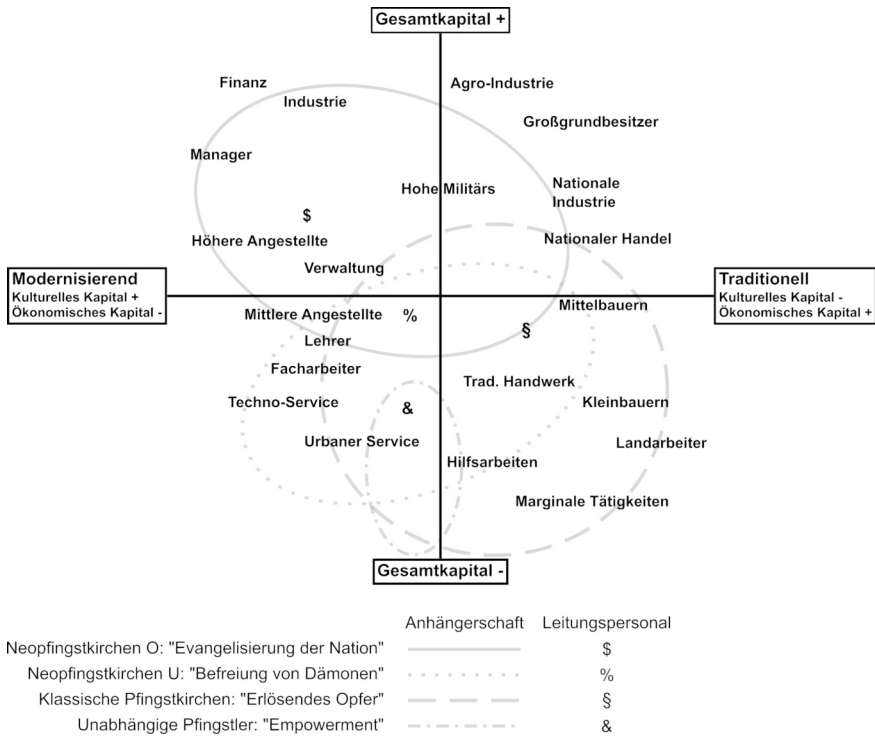 Gesamtkapital +
Finanz
Agro-Industrie
Industrie
Großgrundbesitzer
Manager
Hohe Militärs
Nationale
Industrie
$
Höhere Angestellte
Nationaler Handel
Verwaltung
Modernisierend
Kulturelles Kapital +
Ökonomisches Kapital -
Traditionell
Kulturelles Kapital -
Ökonomisches Kapital +
Mittelbauern
Mittlere Angestellte
%
§
Lehrer
Facharbeiter
Trad. Handwerk
Techno-Service
&
Kleinbauern
Urbaner Service
Landarbeiter
Hilfsarbeiten
Marginale Tätigkeiten
Gesamtkapital -
Anhängerschaft Leitungspersonal
Neopfingstkirchen O: "Evangelisierung der Nation" $
Neopfingstkirchen U: "Befreiung von Dämonen" %
Klassische Pfingstkirchen: "Erlösendes Opfer" §
Unabhängige Pfingstler: "Empowerment" &